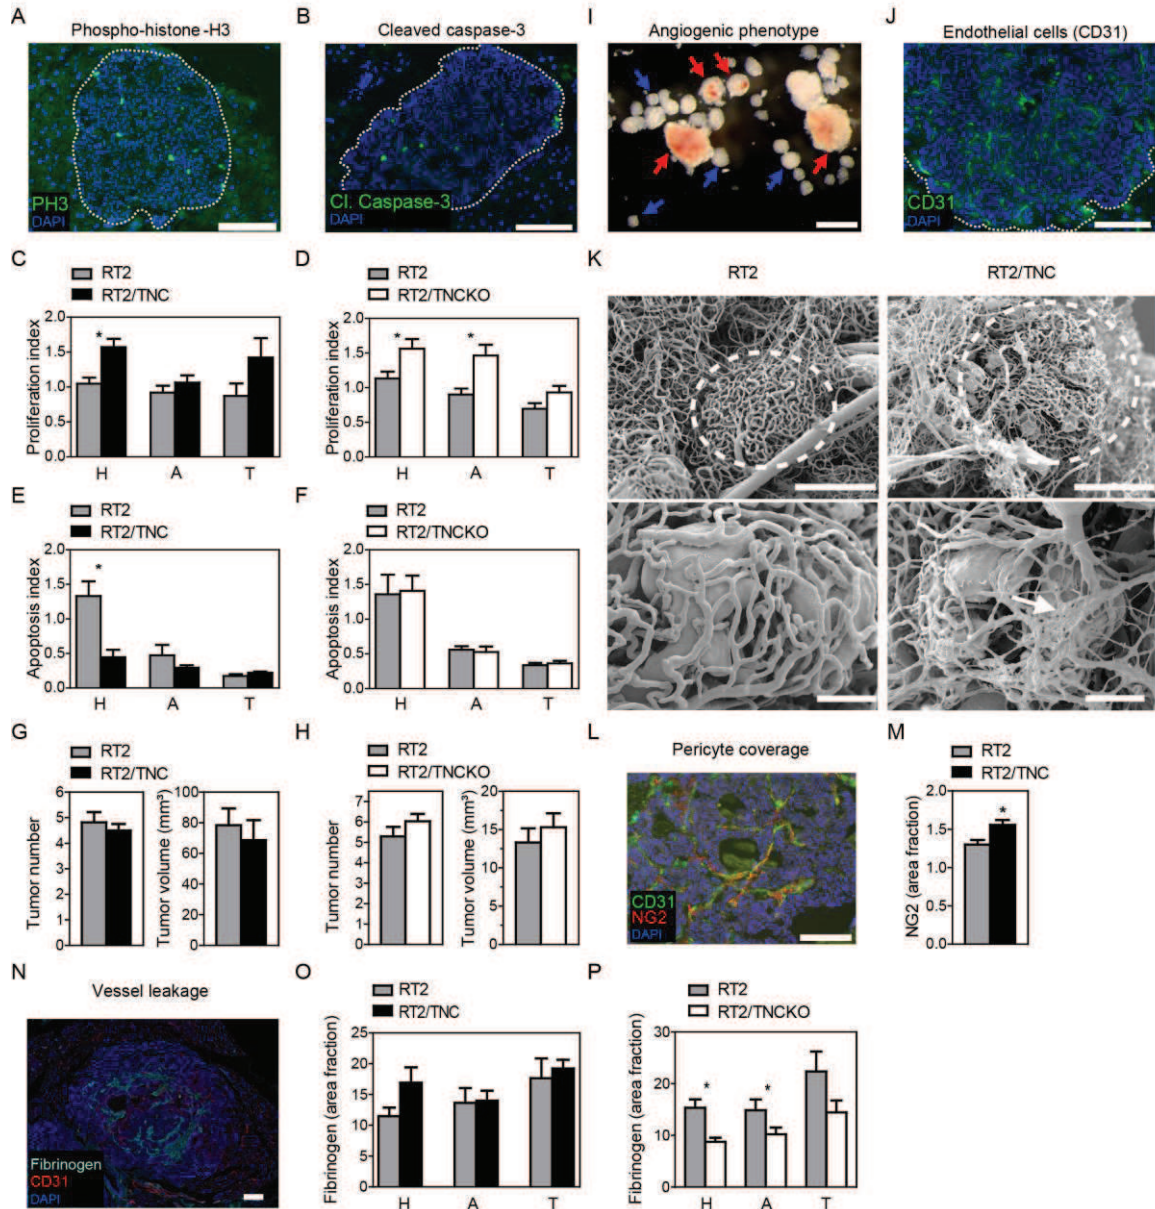 A
Phospho-histone -H3
PH3
DAPI
B
Cleaved caspase-3
Cl. Caspase-3
DAPI
I
Angiogenic phenotype
J
Endothelial cells (CD31)
CD31
DAPI
C
RT2
RT2/TNC
Proliferation index
2.0
1.5
1.0
0.5
0.0
H A T
D
RT2
RT2/TNCKO
Proliferation index
2.0
1.5
1.0
0.5
0.0
H A T
* * *
K
RT2 RT2/TNC
E
RT2
RT2/TNC
Apoptosis index
2.0
1.5
1.0
0.5
0.0
H A T
*
F
RT2
RT2/TNCKO
Apoptosis index
2.0
1.5
1.0
0.5
0.0
H A T
G
RT2
RT2/TNC
Tumor number
6
5
4
3
2
1
0
Tumor volume (mm³)
100
80
60
40
20
0
H
RT2
RT2/TNCKO
Tumor number
7
6
5
4
3
2
1
0
Tumor volume (mm³)
20
15
10
5
0
L
Pericyte coverage
CD31
NG2
DAPI
M
RT2
RT2/TNC
NG2 (area fraction)
2.0
1.5
1.0
0.5
0.0
*
N
Vessel leakage
Fibrinogen
CD31
DAPI
O
RT2
RT2/TNC
Fibrinogen (area fraction)
25
20
15
10
5
0
H A T
P
RT2
RT2/TNCKO
Fibrinogen (area fraction)
30
20
10
0
H A T
* *